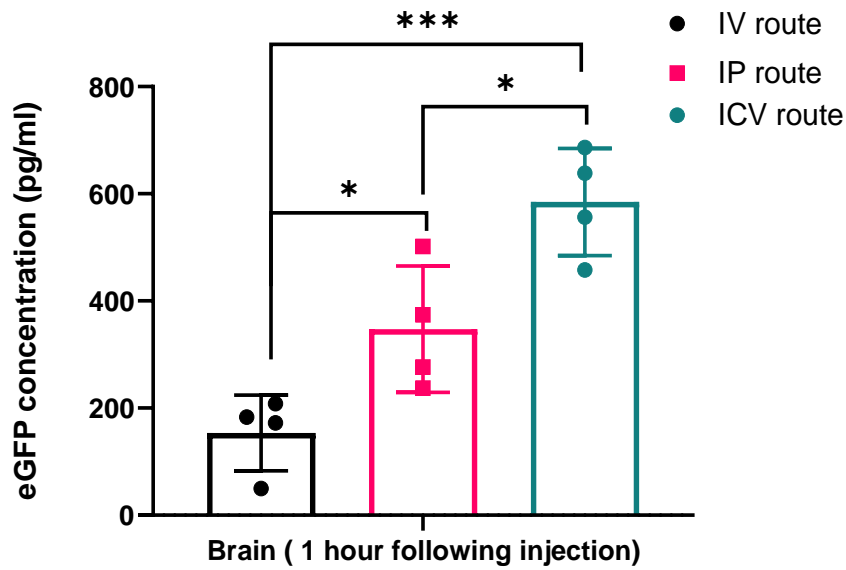 ***
IV route
IP route
ICV route
*
*
eGFP concentration (pg/ml)
800
600
400
200
0
Brain ( 1 hour following injection)